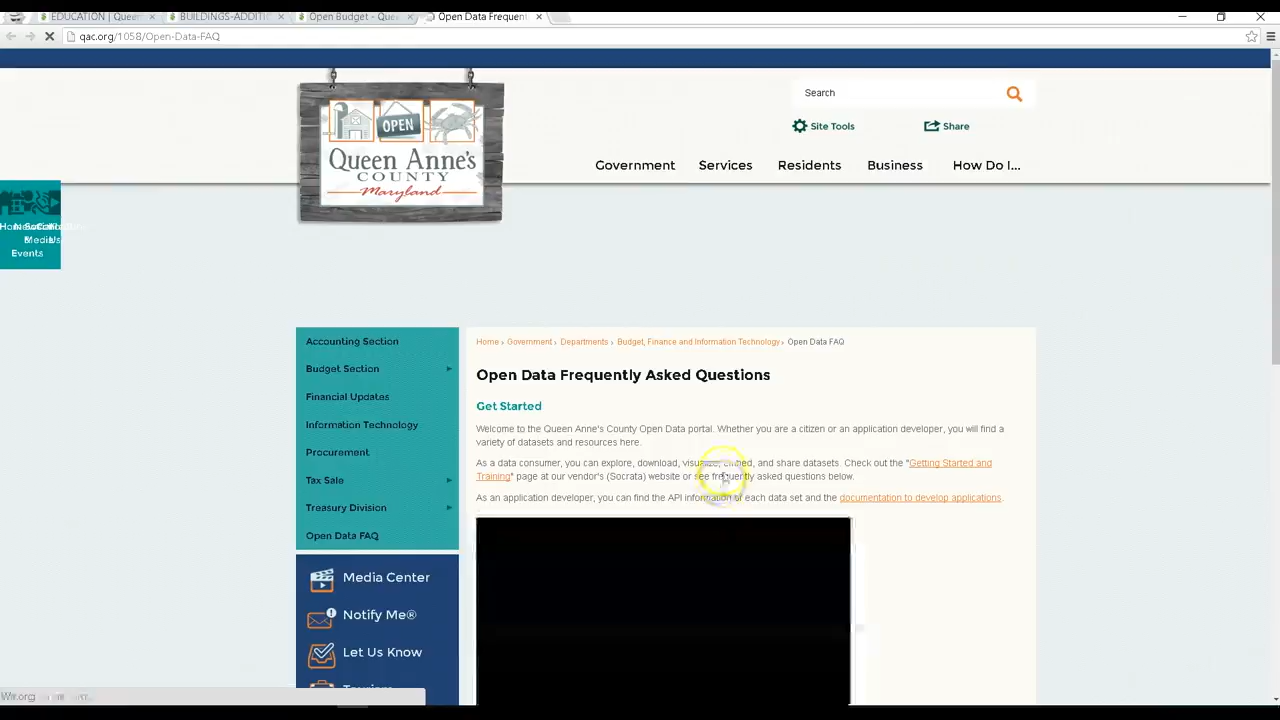 EDUCATION | Queen
BUILDINGS-ADDITIO
Open Budget - Quee
Open Data Frequentl
qac.org/1058/Open-Data-FAQ
OPEN
Queen Anne's
COUNTY
Maryland
Search
Site Tools
Share
Government
Services
Residents
Business
How Do I...
Events
Accounting Section
Budget Section
Financial Updates
Information Technology
Procurement
Tax Sale
Treasury Division
Open Data FAQ
Media Center
Notify Me®
Let Us Know
Tourism
Home › Government › Departments › Budget, Finance and Information Technology › Open Data FAQ
Open Data Frequently Asked Questions
Get Started
Welcome to the Queen Anne's County Open Data portal. Whether you are a citizen or an application developer, you will find a
variety of datasets and resources here.
As a data consumer, you can explore, download, visualize, embed, and share datasets. Check out the "Getting Started and
Training" page at our vendor's (Socrata) website or see frequently asked questions below.
As an application developer, you can find the API information of each data set and the documentation to develop applications.